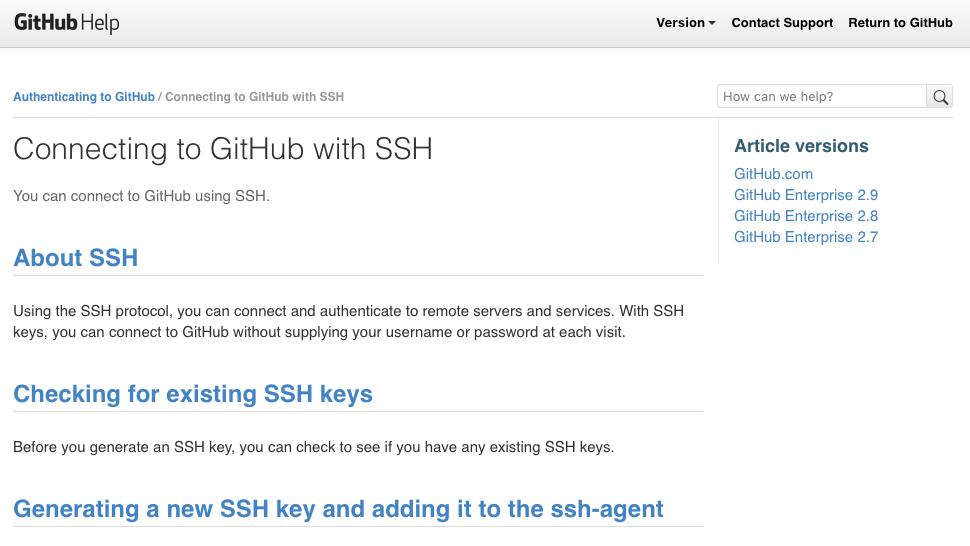 GitHub Help
Version
Contact Support
Return to GitHub
Authenticating to GitHub / Connecting to GitHub with SSH
How can we help?
Connecting to GitHub with SSH
You can connect to GitHub using SSH.
About SSH
Using the SSH protocol, you can connect and authenticate to remote servers and services. With SSH
keys, you can connect to GitHub without supplying your username or password at each visit.
Checking for existing SSH keys
Before you generate an SSH key, you can check to see if you have any existing SSH keys.
Generating a new SSH key and adding it to the ssh-agent
Article versions
GitHub.com
GitHub Enterprise 2.9
GitHub Enterprise 2.8
GitHub Enterprise 2.7